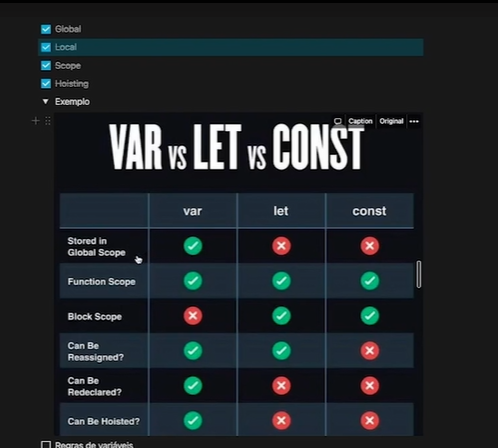 Global
Local
Scope
Hoisting
Exemplo
Caption Original
VAR VS LET VS CONST
var let const
Stored in
Global Scope
Function Scope
Block Scope
Can Be
Reassigned?
Can Be
Redeclared?
Can Be Hoisted?
Regras de variáveis